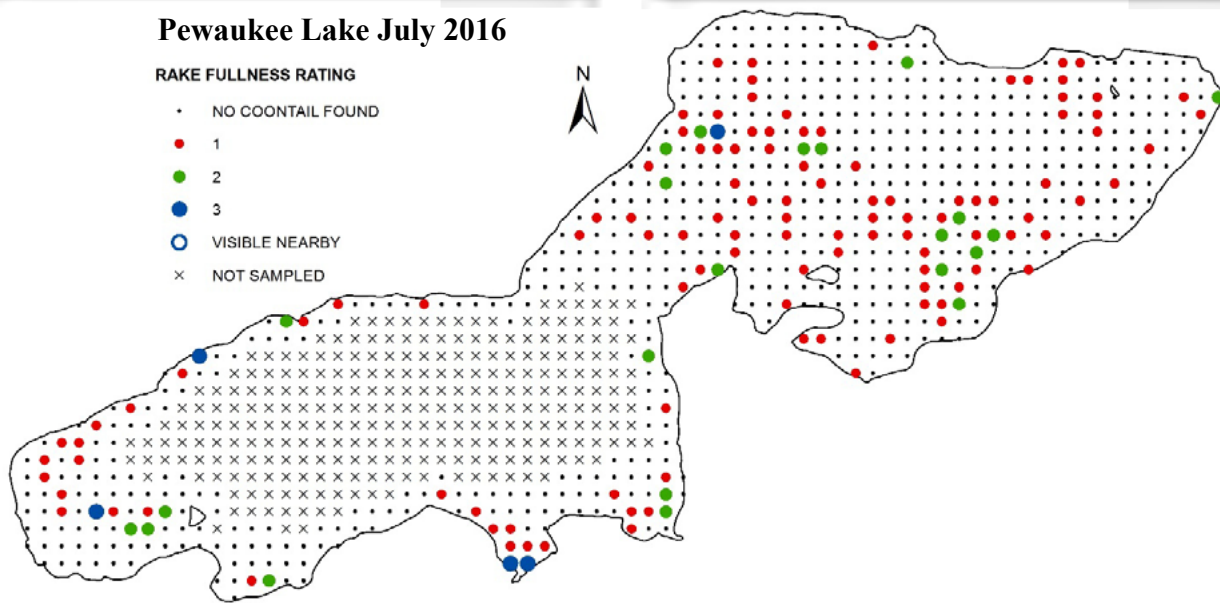 Pewaukee Lake July 2016
RAKE FULLNESS RATING
N
NO COONTAIL FOUND
1
2
3
VISIBLE NEARBY
NOT SAMPLED